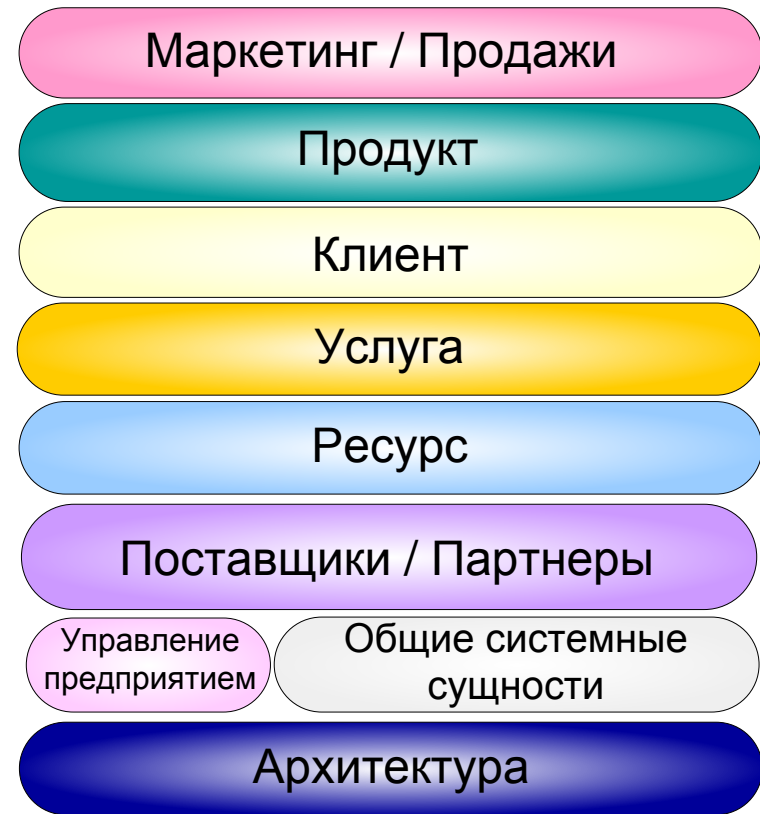 Маркетинг / Продажи
Продукт
Клиент
Услуга
Ресурс
Поставщики / Партнеры
Управление
предприятием
Общие системные
сущности
Архитектура